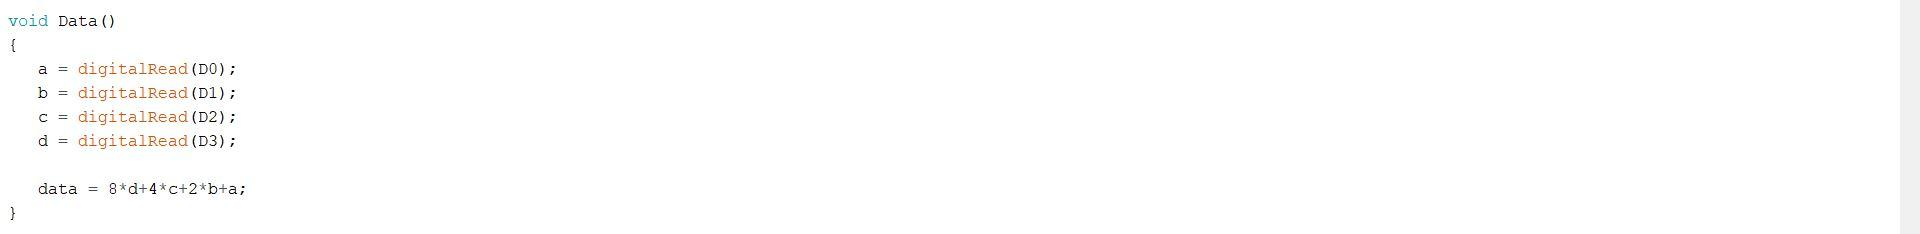 void Data()
{
   a = digitalRead(D0);
   b = digitalRead(D1);
   c = digitalRead(D2);
   d = digitalRead(D3);

   data = 8*d+4*c+2*b+a;
}